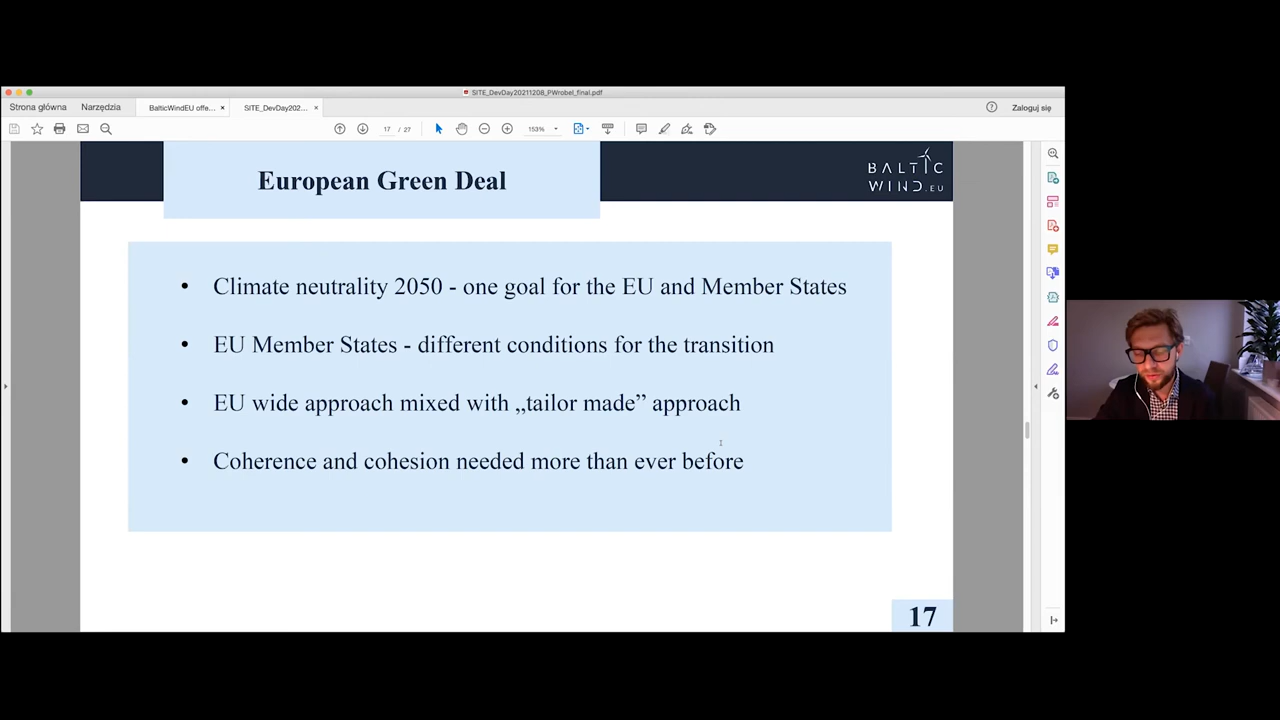 SITE_DevDay20211208_PWrobel_final.pdf
Strona główna Narzędzia BalticWindEU offe... × SITE_DevDay202... × Zaloguj się
17 / 27 153%
European Green Deal
BALTIC
WIND.EU
• Climate neutrality 2050 - one goal for the EU and Member States
• EU Member States - different conditions for the transition
• EU wide approach mixed with „tailor made” approach
• Coherence and cohesion needed more than ever before
17